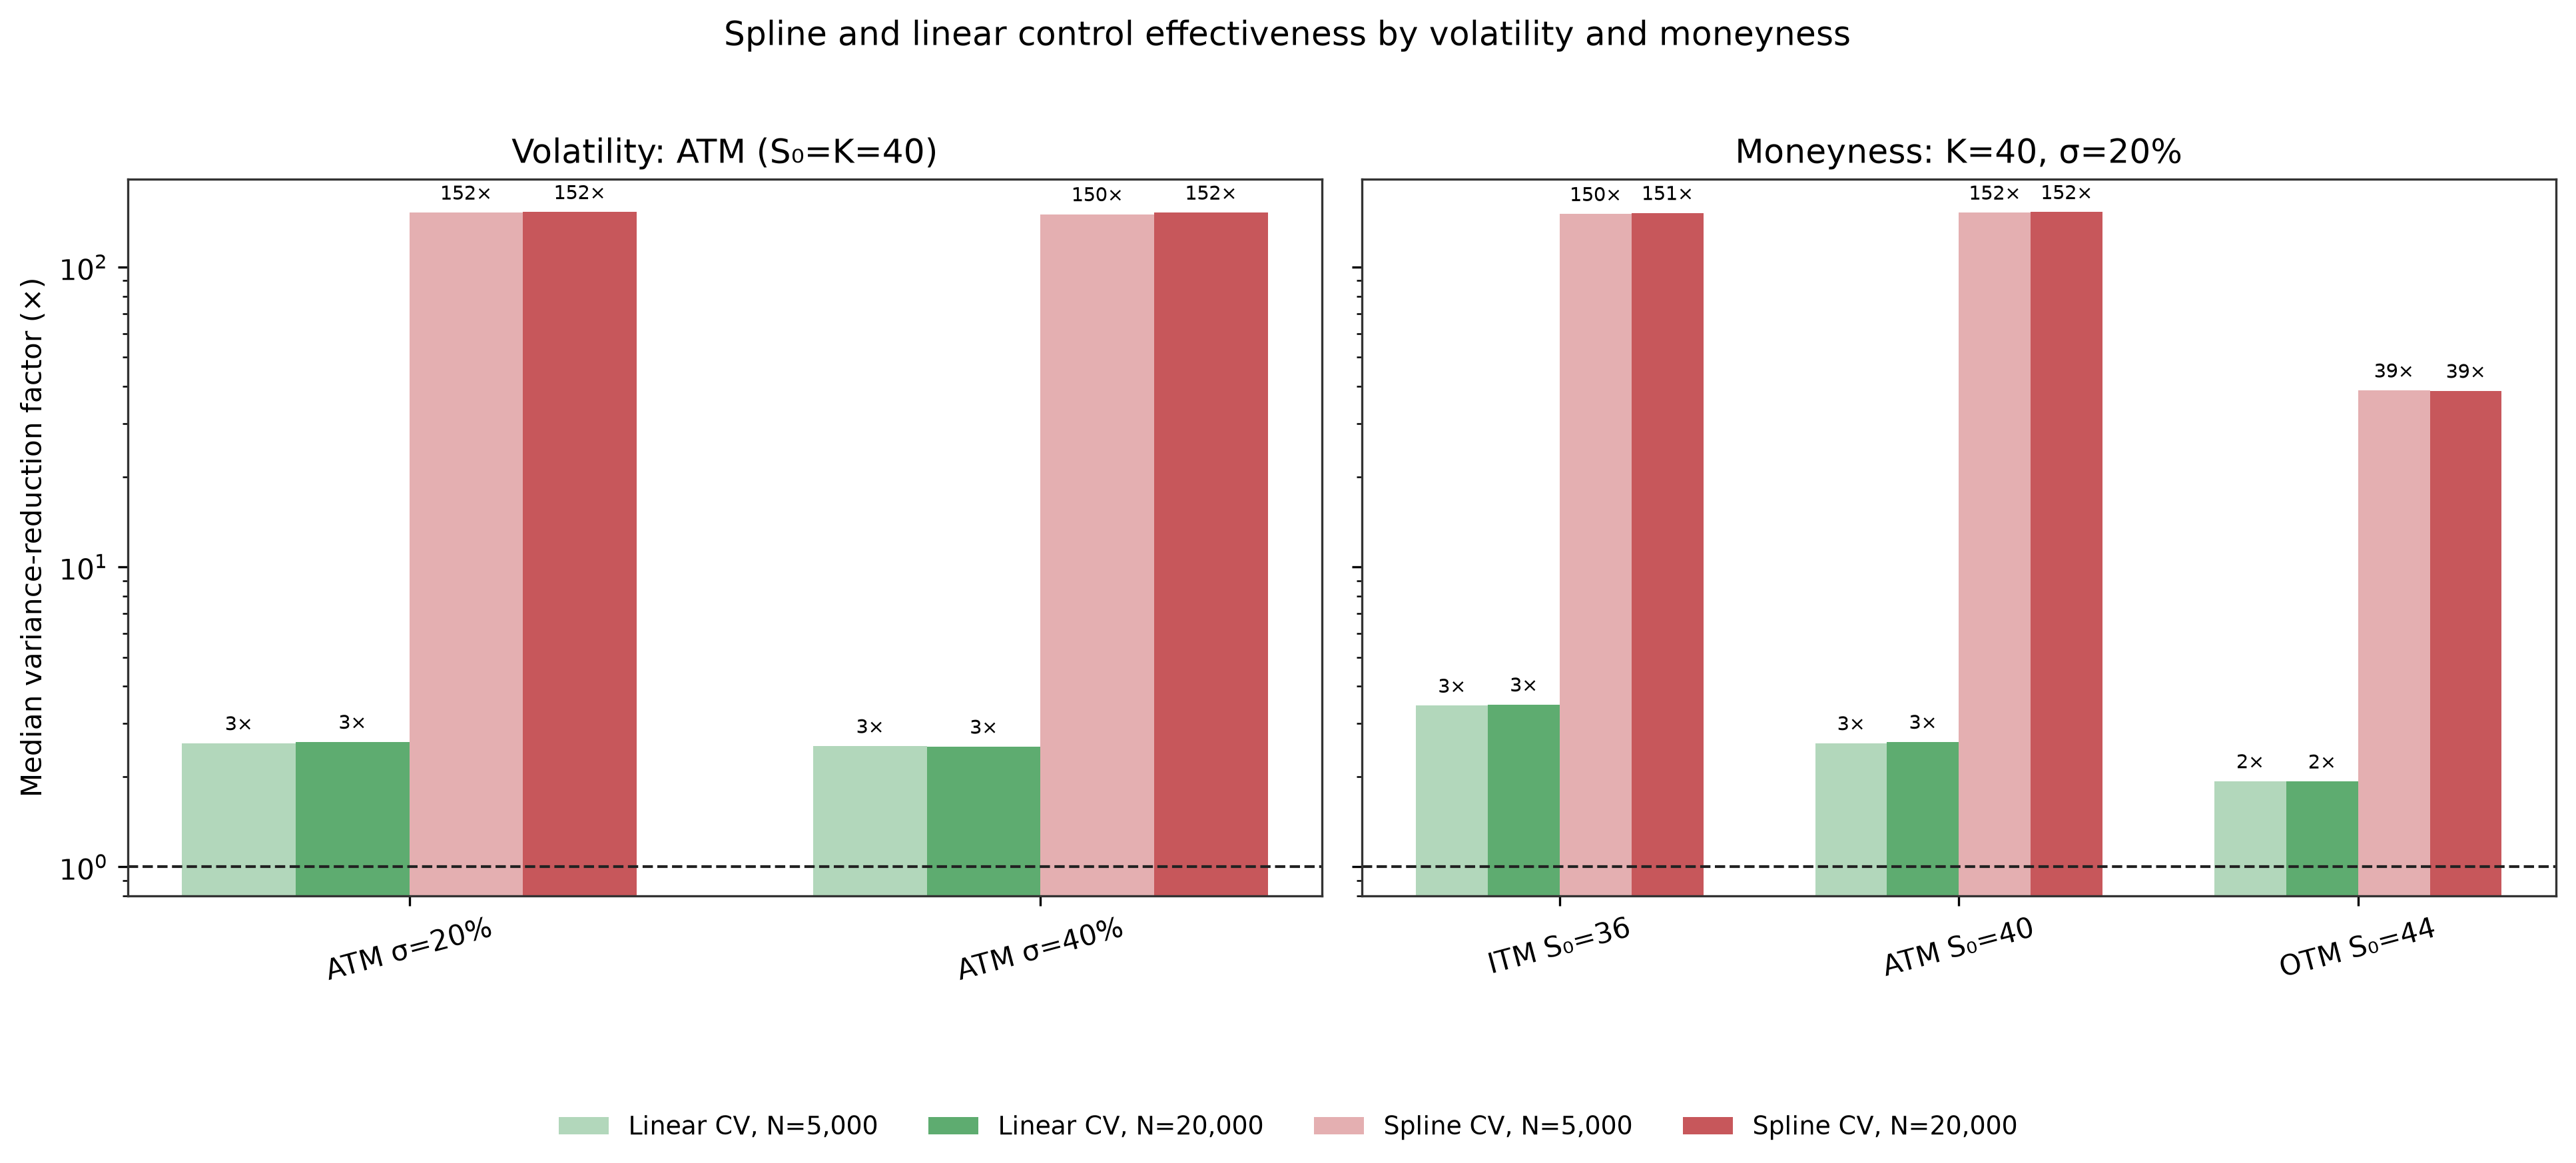 Spline and linear control effectiveness by volatility and moneyness
Volatility: ATM (S₀=K=40)
Median variance-reduction factor (×)
10²
10¹
10⁰
152×
152×
150×
152×
3×
3×
3×
3×
ATM σ=20%
ATM σ=40%
Moneyness: K=40, σ=20%
150×
151×
152×
152×
39×
39×
3×
3×
3×
3×
2×
2×
ITM S₀=36
ATM S₀=40
OTM S₀=44
Linear CV, N=5,000
Linear CV, N=20,000
Spline CV, N=5,000
Spline CV, N=20,000